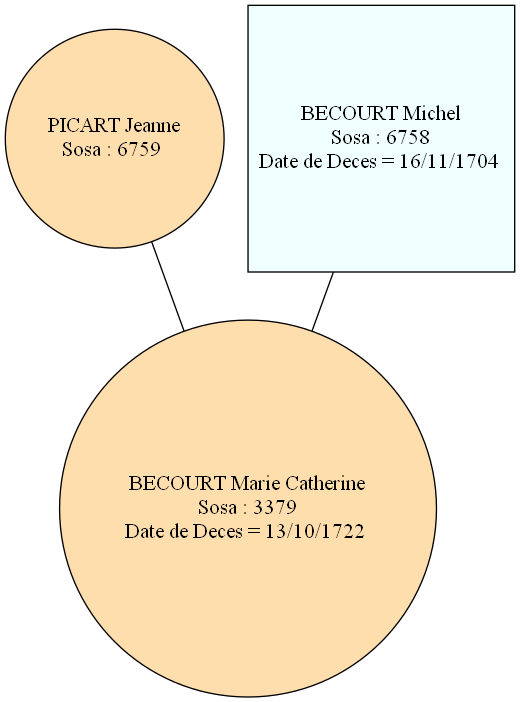 PICART Jeanne
Sosa : 6759
BECOURT Michel
Sosa : 6758
Date de Deces = 16/11/1704
BECOURT Marie Catherine
Sosa : 3379
Date de Deces = 13/10/1722